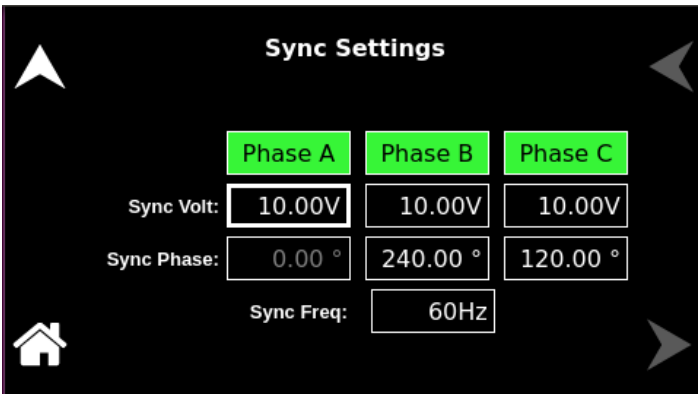 Sync Settings
Phase A Phase B Phase C
Sync Volt: 10.00V 10.00V 10.00V
Sync Phase: 0.00 ° 240.00 ° 120.00 °
Sync Freq: 60Hz